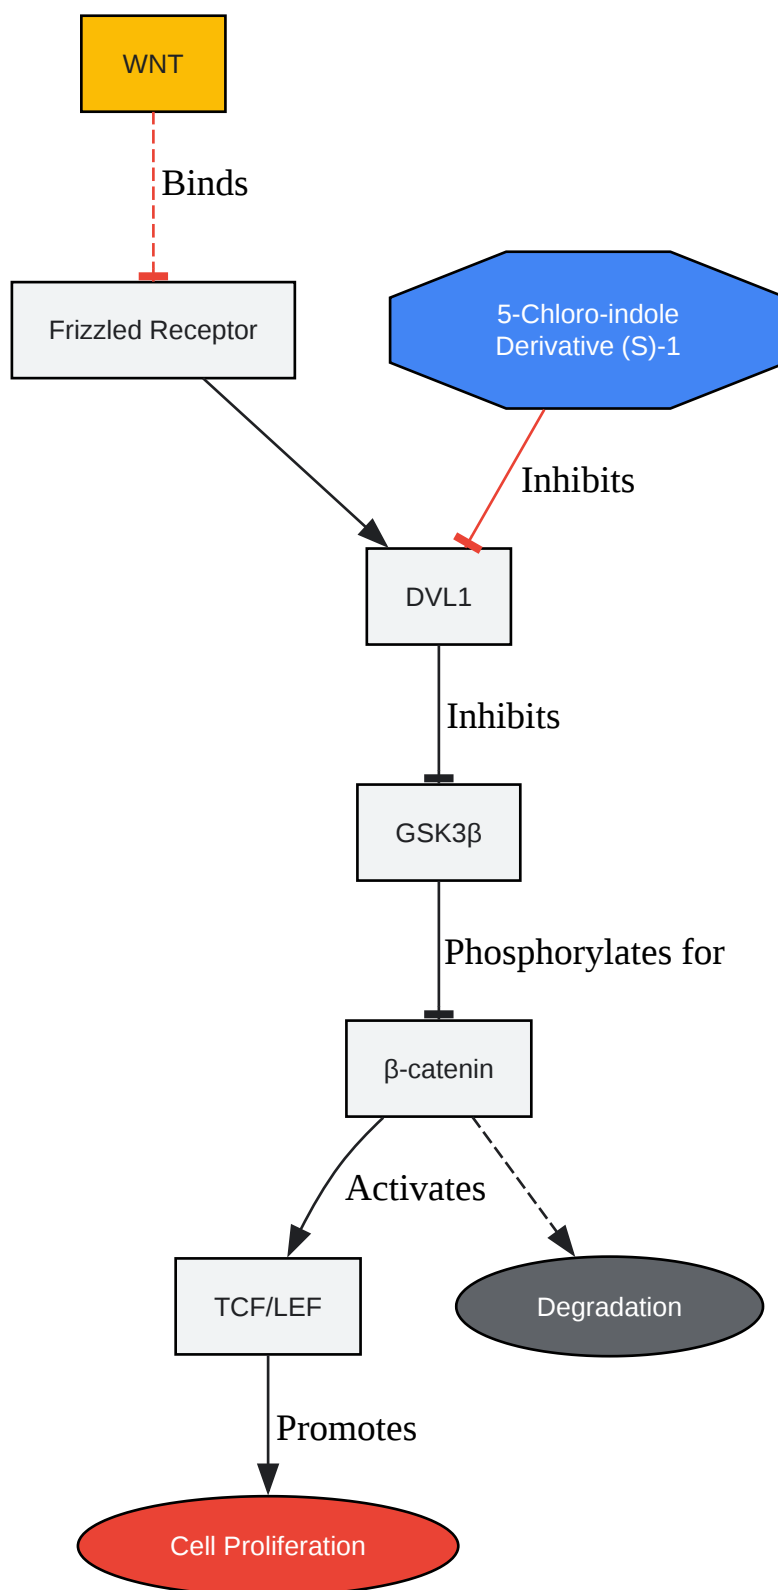 WNT
Binds
Frizzled Receptor
5-Chloro-indole
Derivative (S)-1
Inhibits
DVL1
Inhibits
GSK3β
Phosphorylates for
β-catenin
Activates
TCF/LEF
Degradation
Promotes
Cell Proliferation